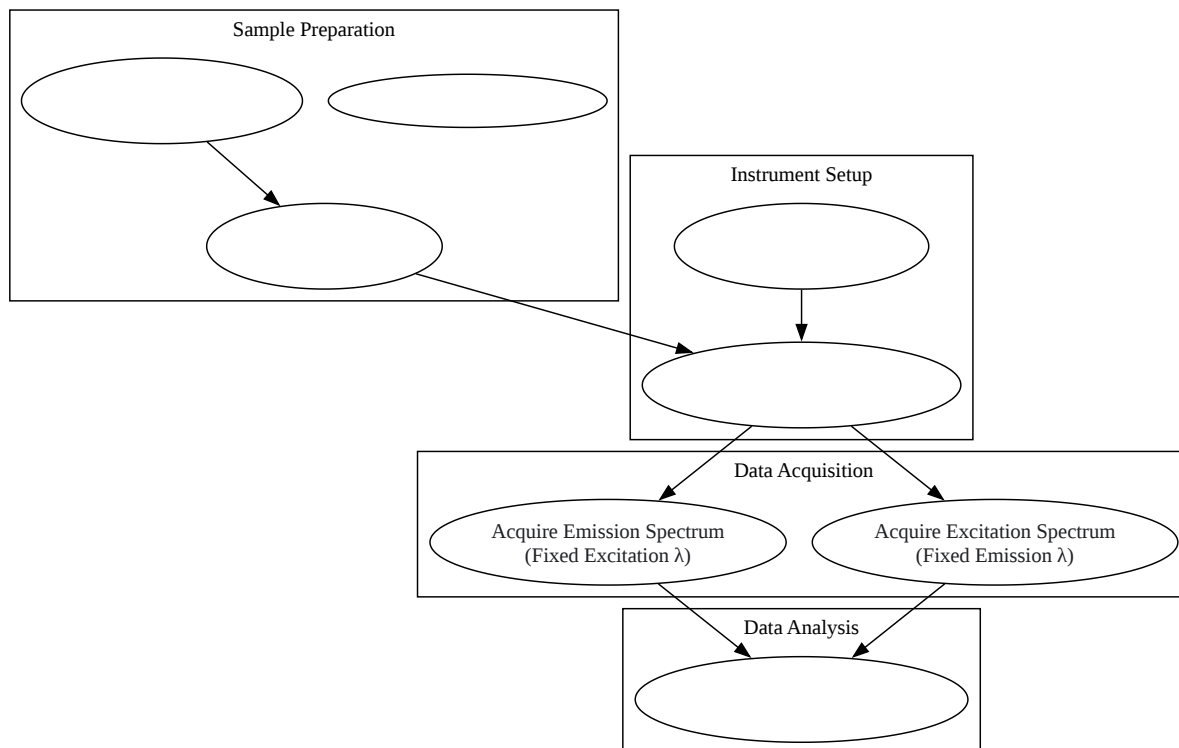 Sample Preparation
Instrument Setup
Data Acquisition
Acquire Emission Spectrum
(Fixed Excitation λ)
Acquire Excitation Spectrum
(Fixed Emission λ)
Data Analysis